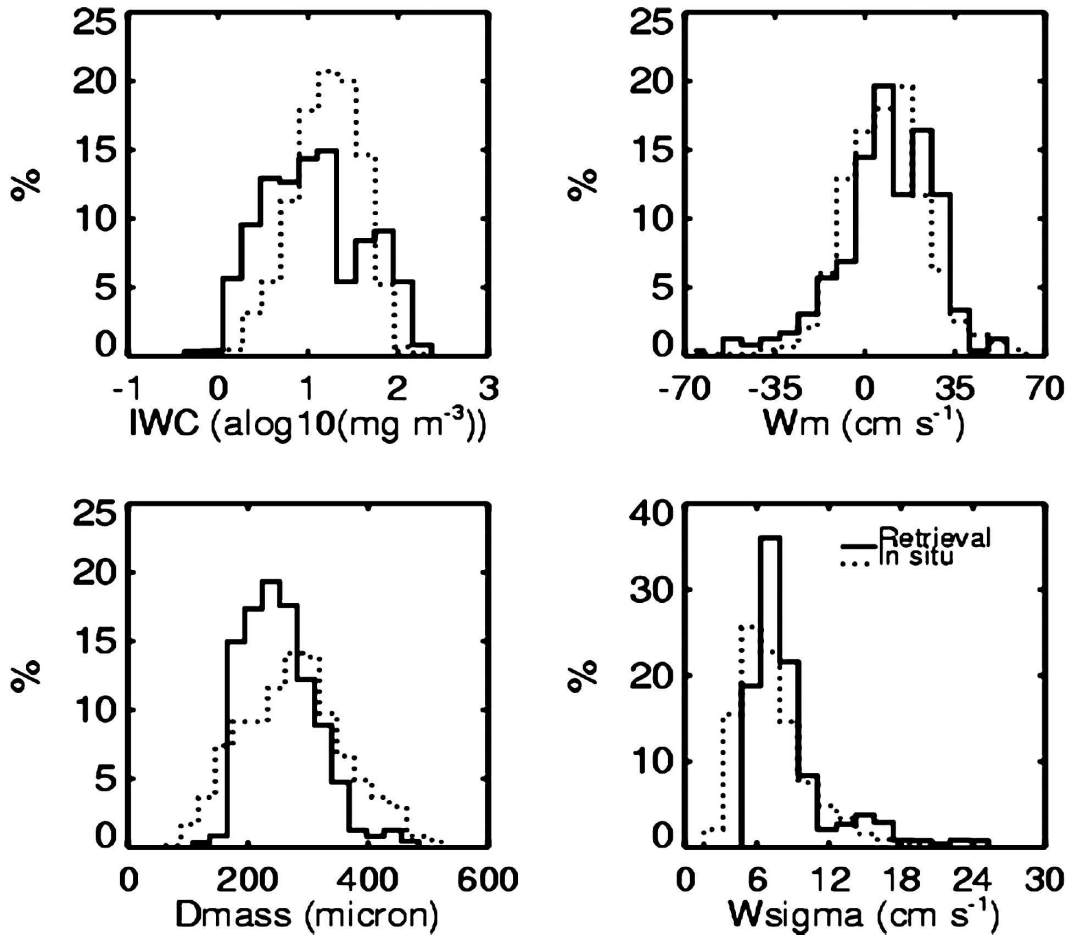 25
20
15
10
5
0
%
-1 0 1 2 3
IWC (alog10(mg m-3))
25
20
15
10
5
0
%
-70 -35 0 35 70
Wm (cm s-1)
25
20
15
10
5
0
%
0 200 400 600
Dmass (micron)
40
30
20
10
0
%
Retrieval
In situ
0 6 12 18 24 30
Wsigma (cm s-1)